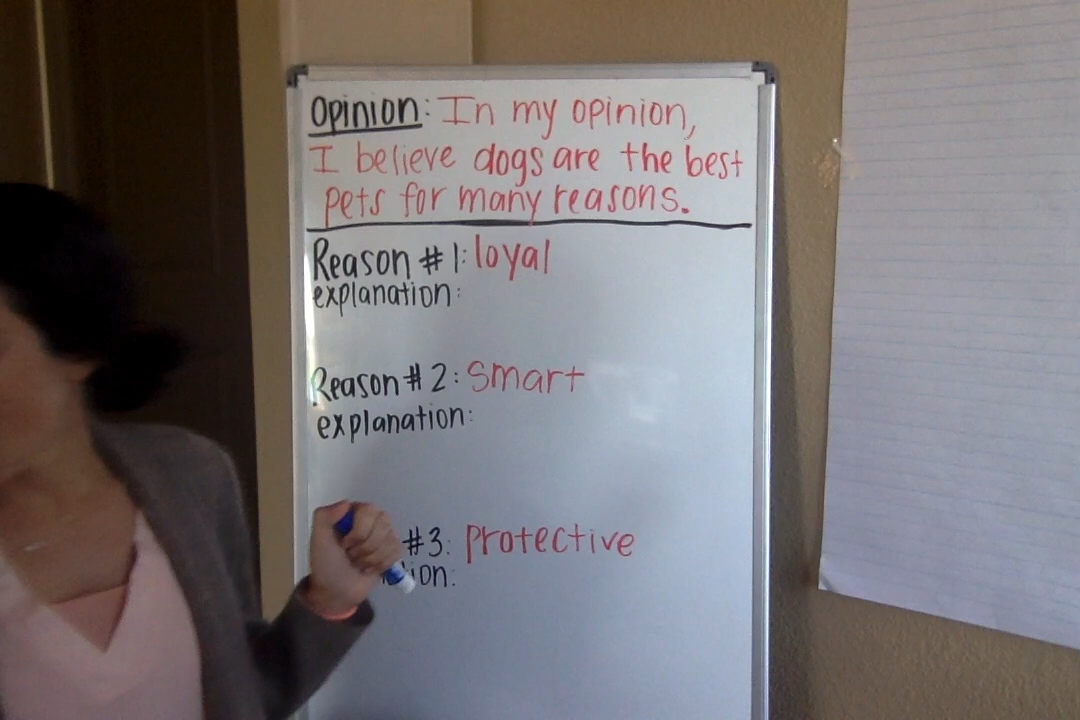 Opinion: In my opinion,
I believe dogs are the best
pets for many reasons.
Reason #1: loyal
explanation:
Reason #2: smart
explanation:
#3: protective